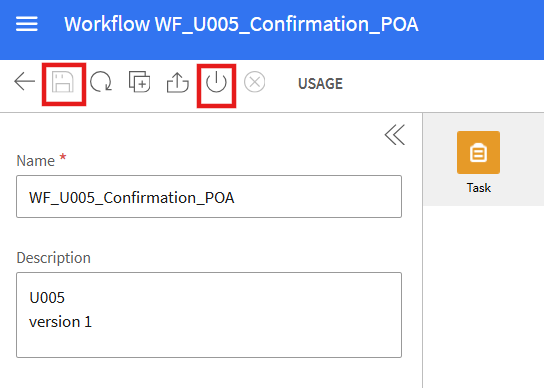 Workflow WF_U005_Confirmation_POA
USAGE
Name *
WF_U005_Confirmation_POA
Description
U005
version 1
Task